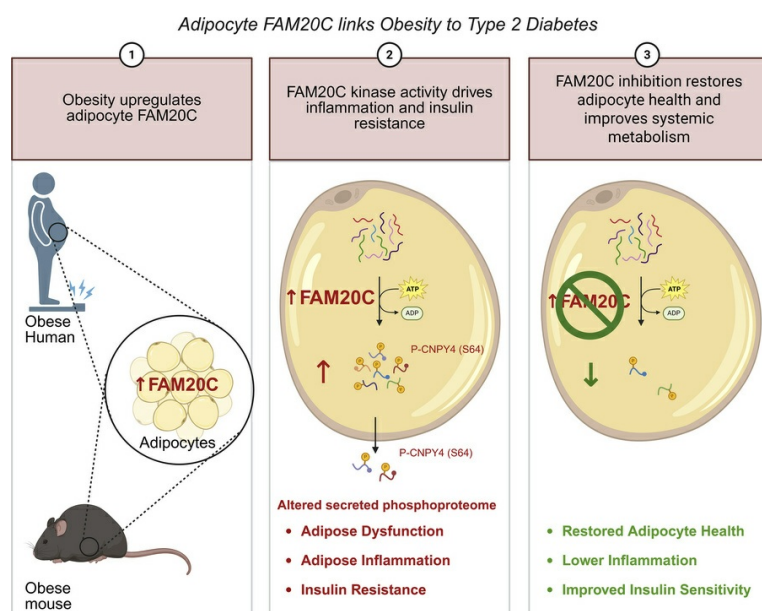 Adipocyte FAM20C links Obesity to Type 2 Diabetes
1
Obesity upregulates
adipocyte FAM20C
Obese
Human
↑FAM20C
Adipocytes
Obese
mouse
2
FAM20C kinase activity drives
inflammation and insulin
resistance
↑FAM20C
ATP
ADP
P-CNPY4 (S64)
↑
P
P
P
P
P
P
P
P-CNPY4 (S64)
P
P
Altered secreted phosphoproteome
• Adipose Dysfunction
• Adipose Inflammation
• Insulin Resistance
3
FAM20C inhibition restores
adipocyte health and
improves systemic
metabolism
↑FAM20C
ATP
ADP
↓
P
P
• Restored Adipocyte Health
• Lower Inflammation
• Improved Insulin Sensitivity